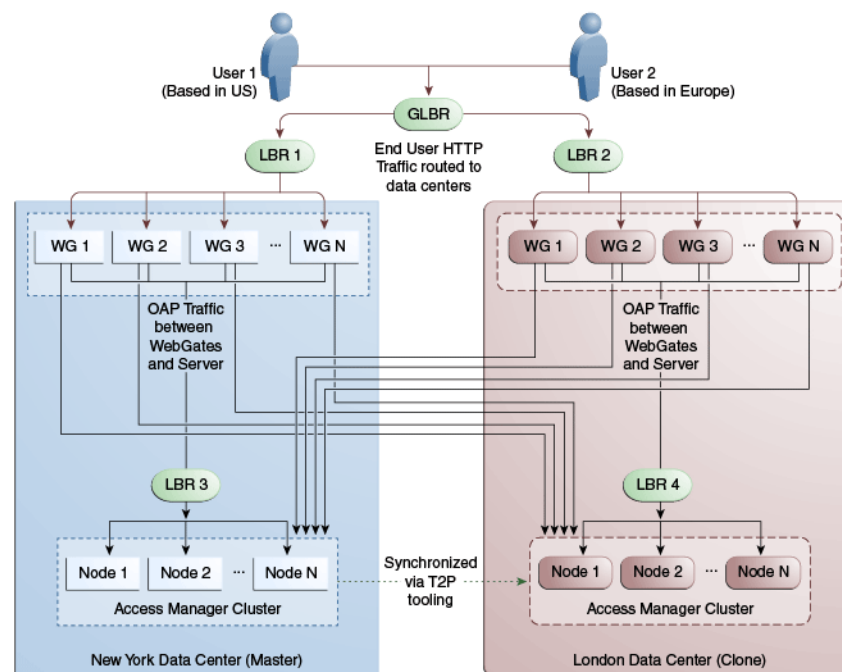 User 1
(Based in US)
User 2
(Based in Europe)
GLBR
End User HTTP
Traffic routed to
data centers
LBR 1
LBR 2
WG 1
WG 2
WG 3
...
WG N
WG 1
WG 2
WG 3
...
WG N
OAP Traffic
between
WebGates
and Server
OAP Traffic
between
WebGates
and Server
LBR 3
LBR 4
Node 1
Node 2
...
Node N
Access Manager Cluster
Synchronized
via T2P
tooling
Node 1
Node 2
...
Node N
Access Manager Cluster
New York Data Center (Master)
London Data Center (Clone)